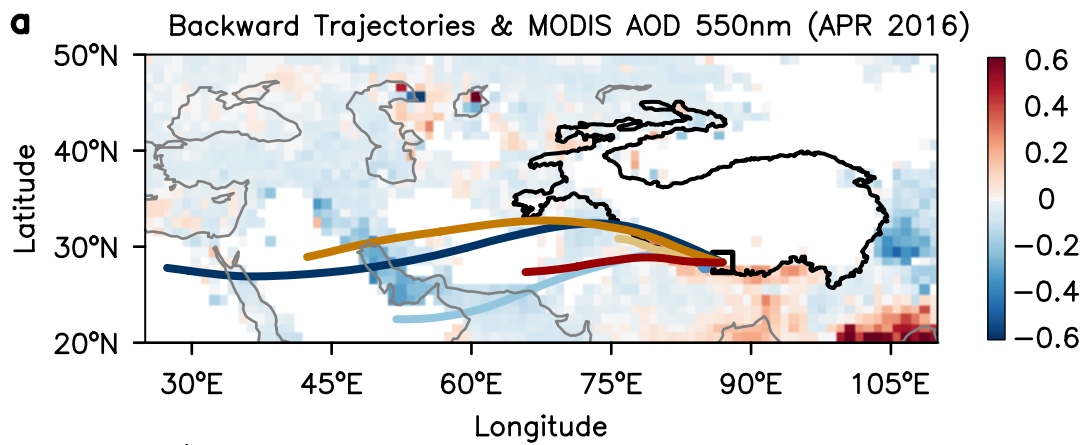 a Backward Trajectories & MODIS AOD 550nm (APR 2016)
50°N
40°N
30°N
20°N
Latitude
30°E 45°E 60°E 75°E 90°E 105°E
Longitude
0.6
0.4
0.2
0
−0.2
−0.4
−0.6